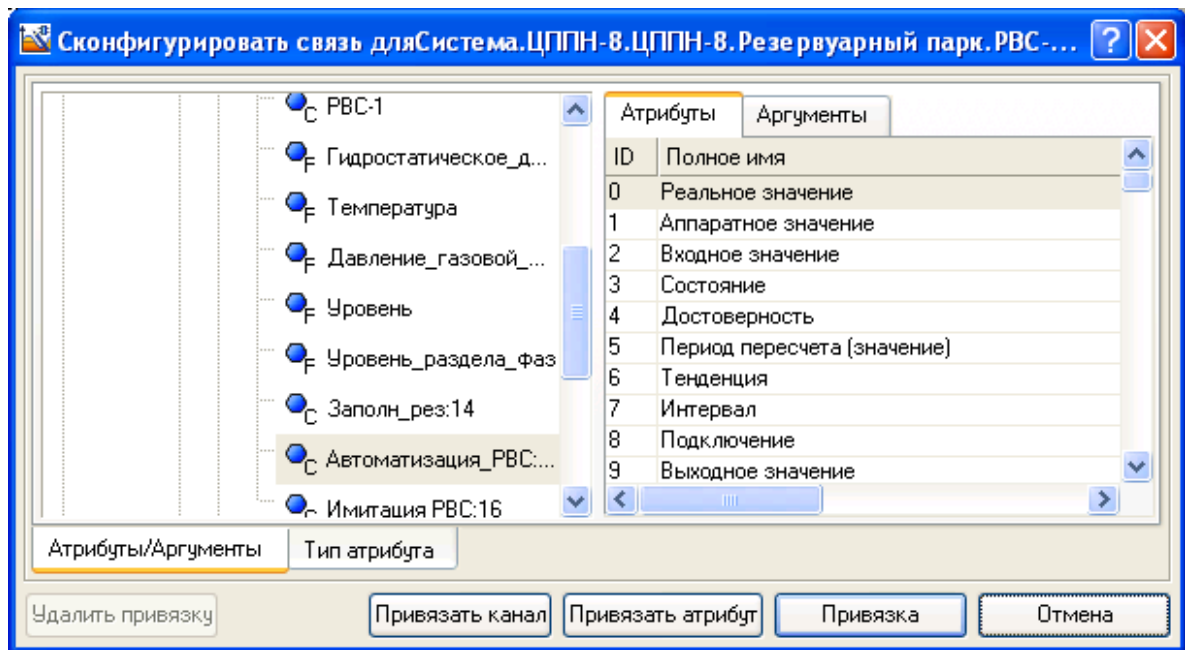 Сконфигурировать связь дляСистема.ЦППН-8.ЦППН-8.Резервуарный парк.РВС-...
РВС-1
Гидростатическое_д...
Температура
Давление_газовой_...
Уровень
Уровень_раздела_фаз
Заполн_рез:14
Автоматизация_РВС:...
Имитация РВС:16
Атрибуты Аргументы
ID Полное имя
0 Реальное значение
1 Аппаратное значение
2 Входное значение
3 Состояние
4 Достоверность
5 Период пересчета (значение)
6 Тенденция
7 Интервал
8 Подключение
9 Выходное значение
Атрибуты/Аргументы Тип атрибута
Удалить привязку Привязать канал Привязать атрибут Привязка Отмена